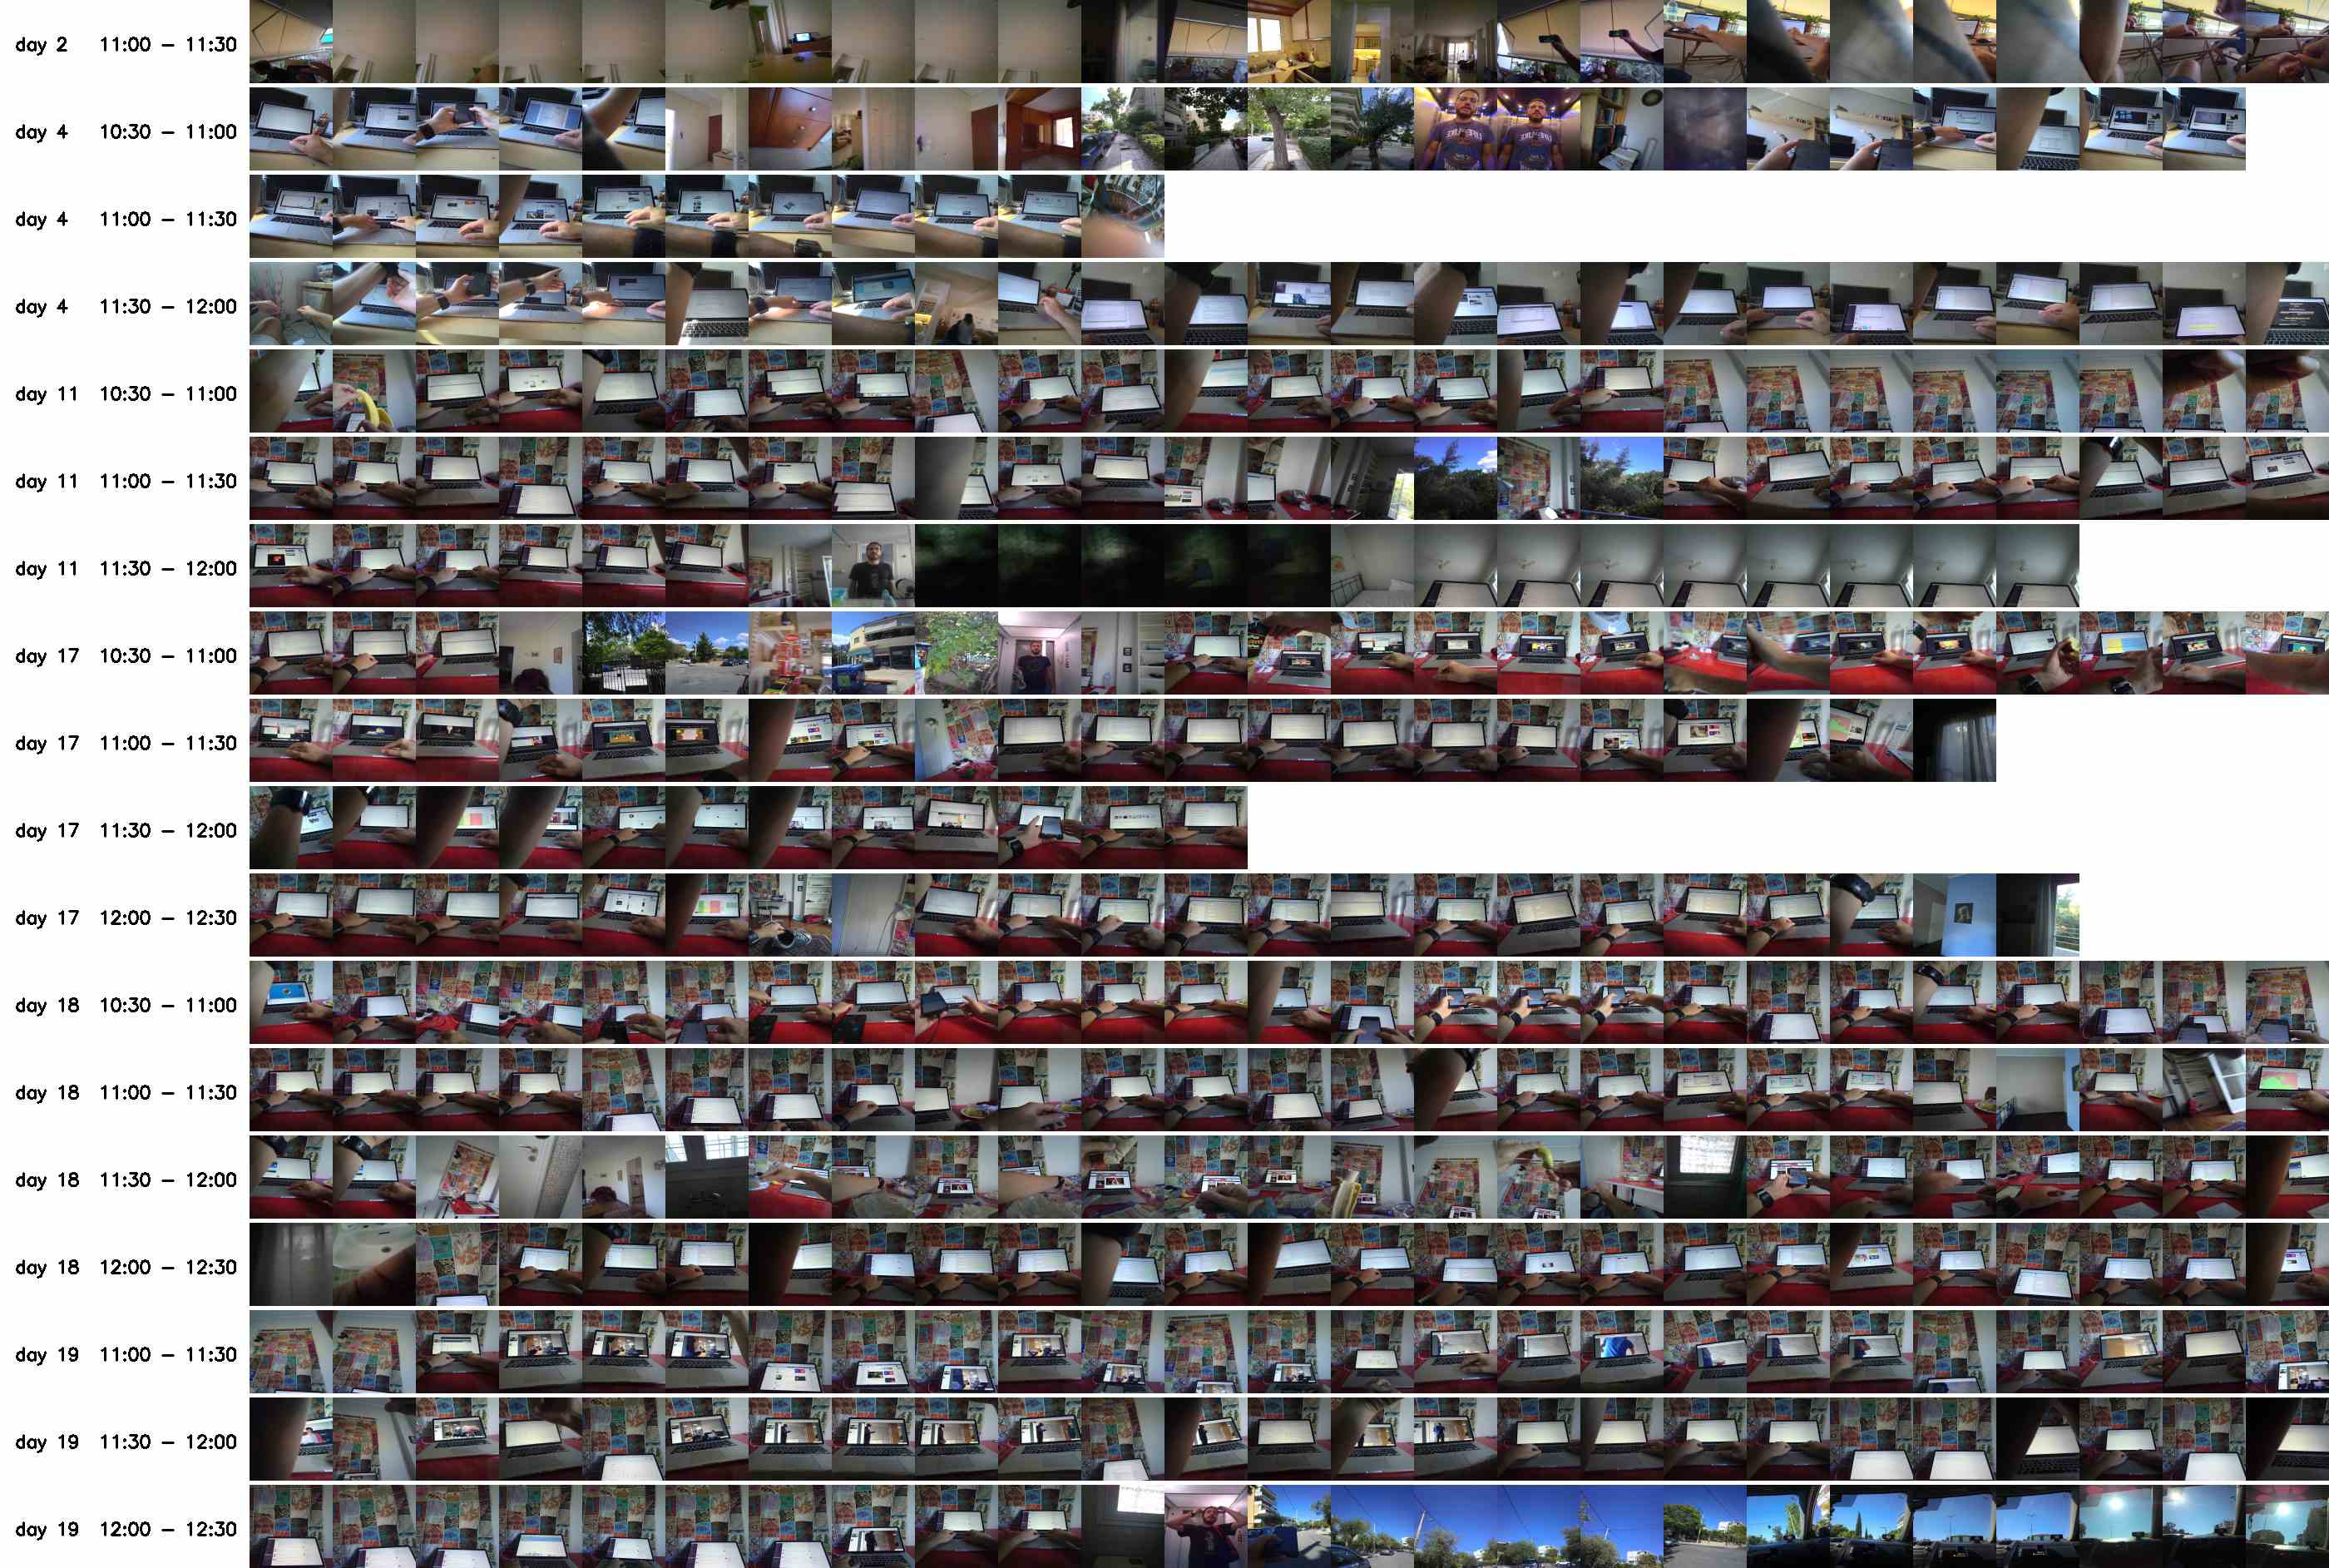 day 2 11:00 – 11:30
day 4 10:30 – 11:00
day 4 11:00 – 11:30
day 4 11:30 – 12:00
day 11 10:30 – 11:00
day 11 11:00 – 11:30
day 11 11:30 – 12:00
day 17 10:30 – 11:00
day 17 11:00 – 11:30
day 17 11:30 – 12:00
day 17 12:00 – 12:30
day 18 10:30 – 11:00
day 18 11:00 – 11:30
day 18 11:30 – 12:00
day 18 12:00 – 12:30
day 19 11:00 – 11:30
day 19 11:30 – 12:00
day 19 12:00 – 12:30